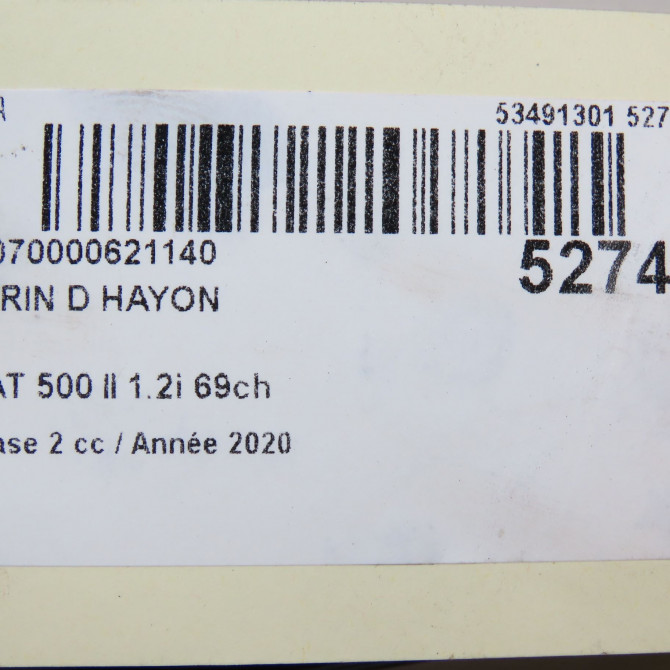 53491301 527
070000621140
5274
RIN D HAYON
AT 500 II 1.2i 69ch
ase 2 cc / Année 2020